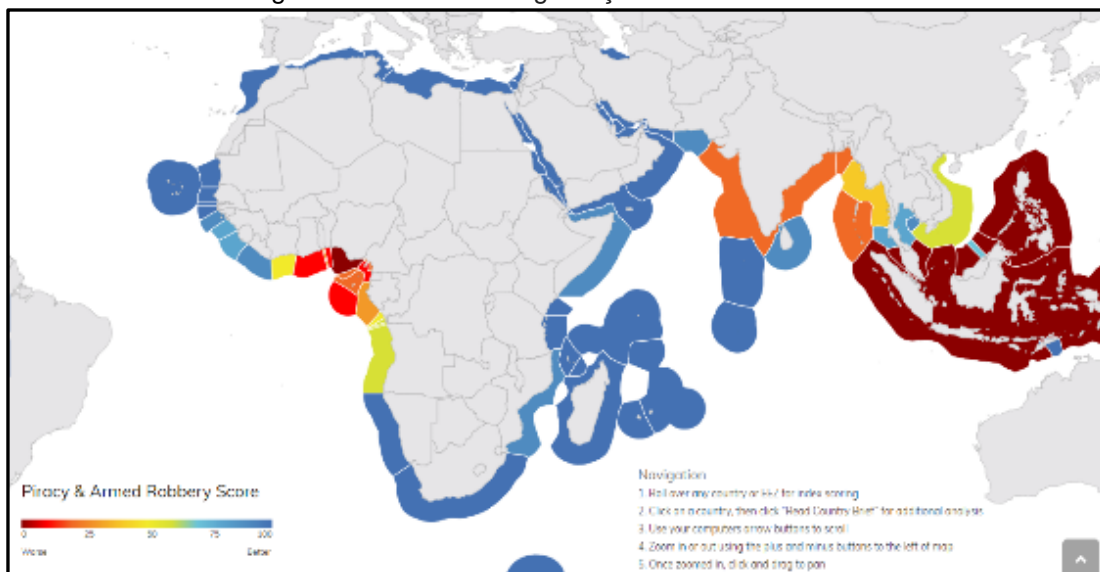 Piracy & Armed Robbery Score
0 25 50 75 100
Worse Better
Navigation
1. Roll over any country or EEZ for index scoring
2. Click on a country, then click "Read Country Brief" for additional analysis
3. Use your computers arrow buttons to scroll
4. Zoom in or out using the plus and minus buttons to the left of map
5. Once zoomed in, click and drag to pan